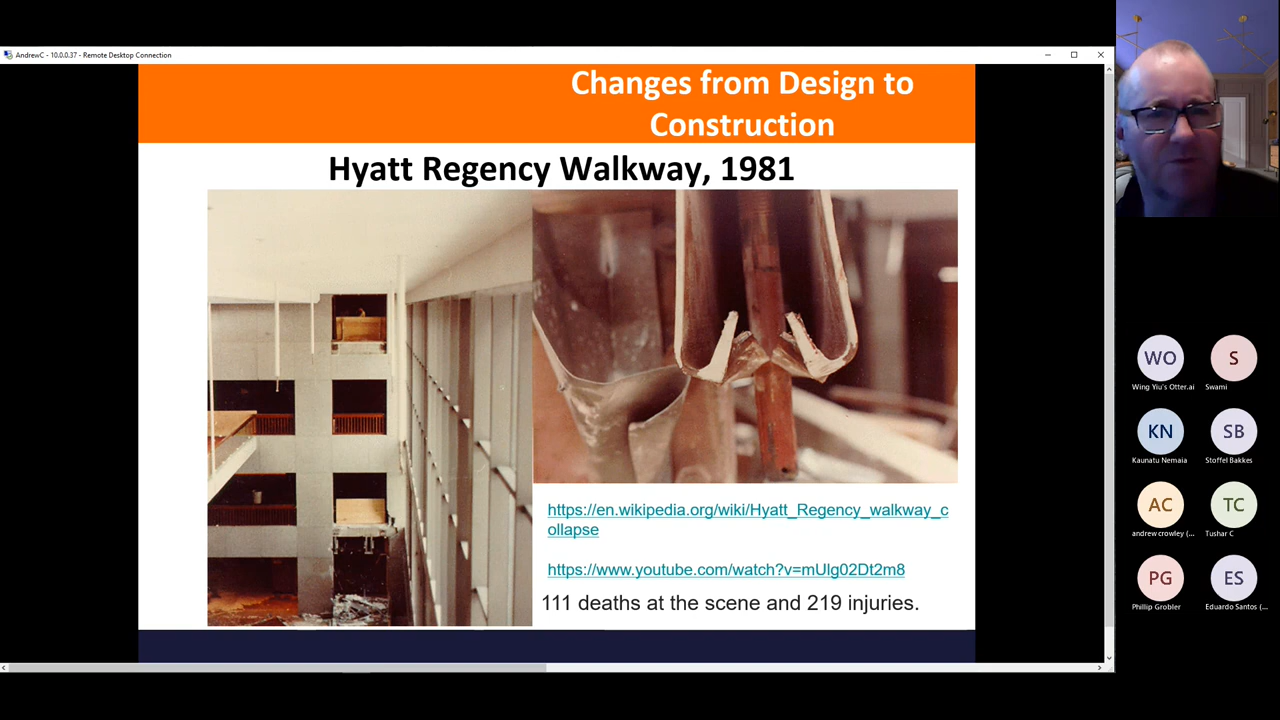 AndrewC - 10.0.0.37 - Remote Desktop Connection
Changes from Design to
Construction
Hyatt Regency Walkway, 1981
https://en.wikipedia.org/wiki/Hyatt_Regency_walkway_c
ollapse
https://www.youtube.com/watch?v=mUlg02Dt2m8
111 deaths at the scene and 219 injuries.
WO
S
Wing Yiu's Otter.ai
Swami
KN
SB
Kaunatu Nemaia
Stoffel Bakkes
AC
TC
andrew crowley (...
Tushar C
PG
ES
Phillip Grobler
Eduardo Santos (...